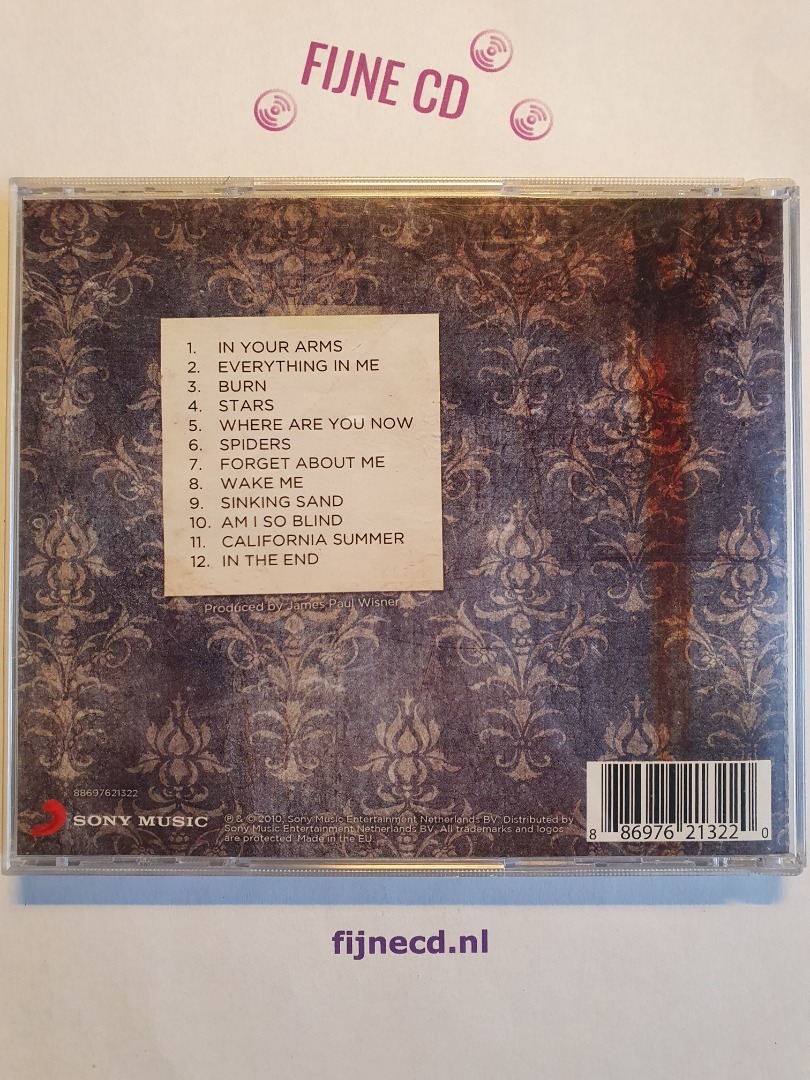 FIJNE CD
1. IN YOUR ARMS
2. EVERYTHING IN ME
3. BURN
4. STARS
5. WHERE ARE YOU NOW
6. SPIDERS
7. FORGET ABOUT ME
8. WAKE ME
9. SINKING SAND
10. AM I SO BLIND
11. CALIFORNIA SUMMER
12. IN THE END
Produced by James Paul Wisner
88697621322
SONY MUSIC
℗ & © 2010, Sony Music Entertainment Netherlands BV. Distributed by
Sony Music Entertainment Netherlands BV. All trademarks and logos
are protected. Made in the EU.
8 86976 21322 0
fijnecd.nl